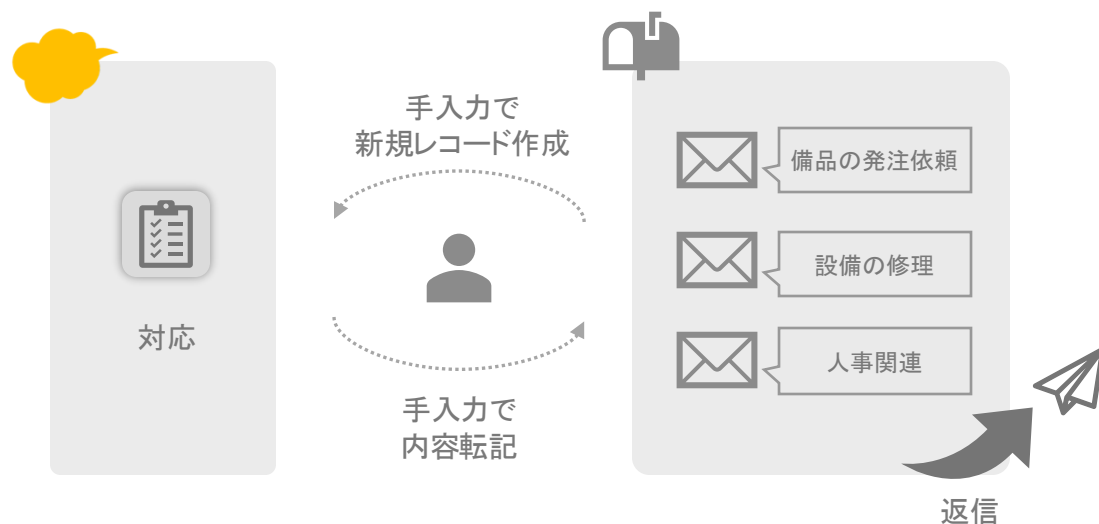 手入力で
新規レコード作成
対応
手入力で
内容転記
備品の発注依頼
設備の修理
人事関連
返信